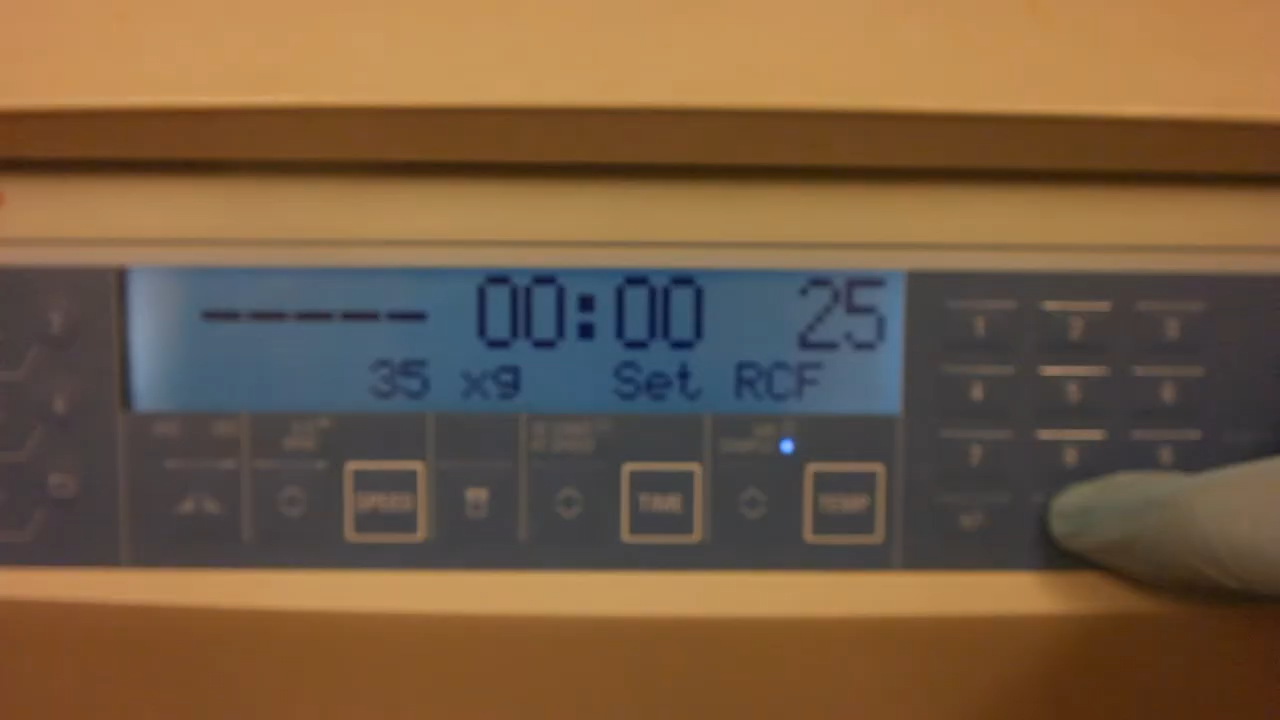 ----- 00:00 25
35 xg Set RCF
SPEED TIME TEMP
1 2 3
4 5 6
7 8 9